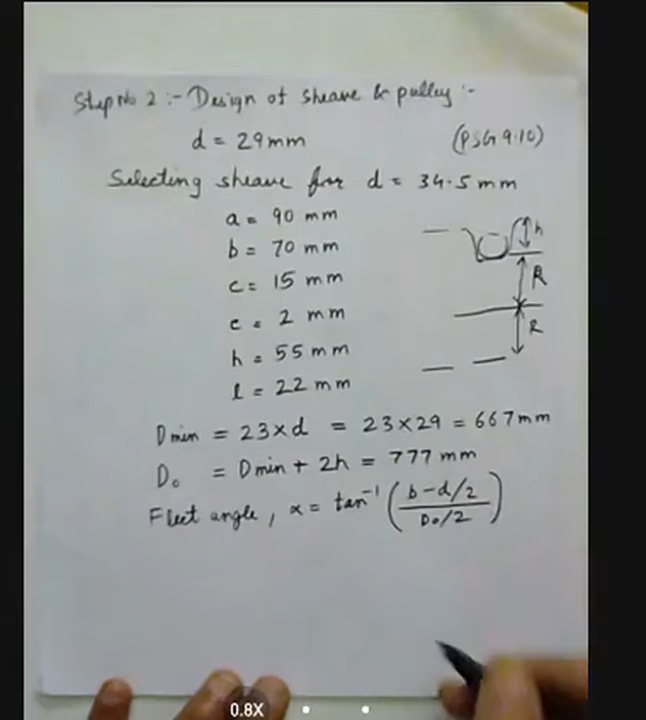 Step No 2 :- Design of Sheave & pulley :-
d = 29mm (PSG 9.10)
Selecting sheave for d = 34.5 mm
a = 90 mm
b = 70 mm
c = 15 mm
e = 2 mm
h = 55 mm
l = 22 mm
h
R
R
Dmin = 23×d = 23×29 = 667mm
D₀ = Dmin + 2h = 777 mm
Fleet angle, α = tan⁻¹ ( (b-d/2) / (D₀/2) )
0.8X